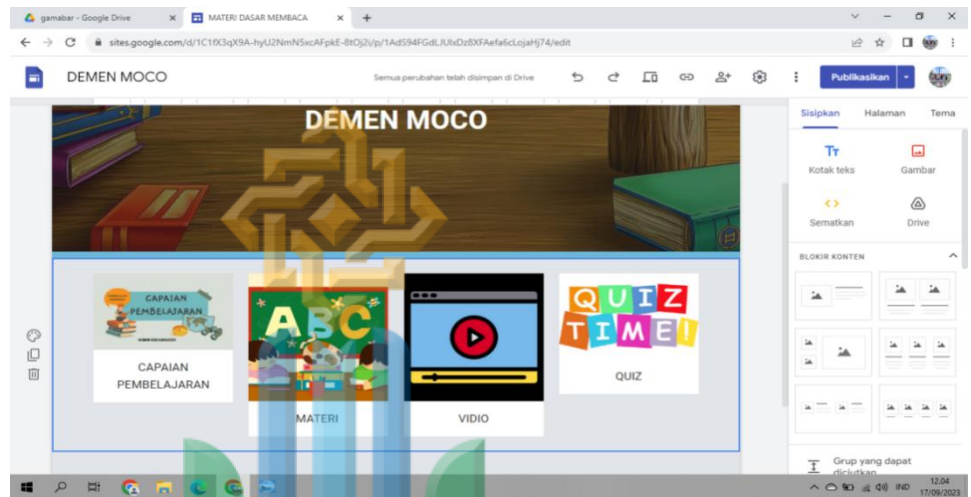 gamabar - Google Drive
MATERI DASAR MEMBACA
sites.google.com/d/1C1fX3qX9A-hyU2NmN5xcAFpkE-8tOj2i/p/1AdS94FGdLJUlxDz8XFAefa6cLojaHj74/edit
DEMEN MOCO
Semua perubahan telah disimpan di Drive
Publikasikan
Sisipkan Halaman Tema
DEMEN MOCO
Kotak teks Gambar
Sematkan Drive
BLOKIR KONTEN
CAPAIAN
PEMBELAJARAN
CAPAIAN
PEMBELAJARAN
ABC
MATERI
VIDIO
QUIZ
TIME!
QUIZ
Grup yang dapat
diciutkan
IND
12.04
17/09/2023